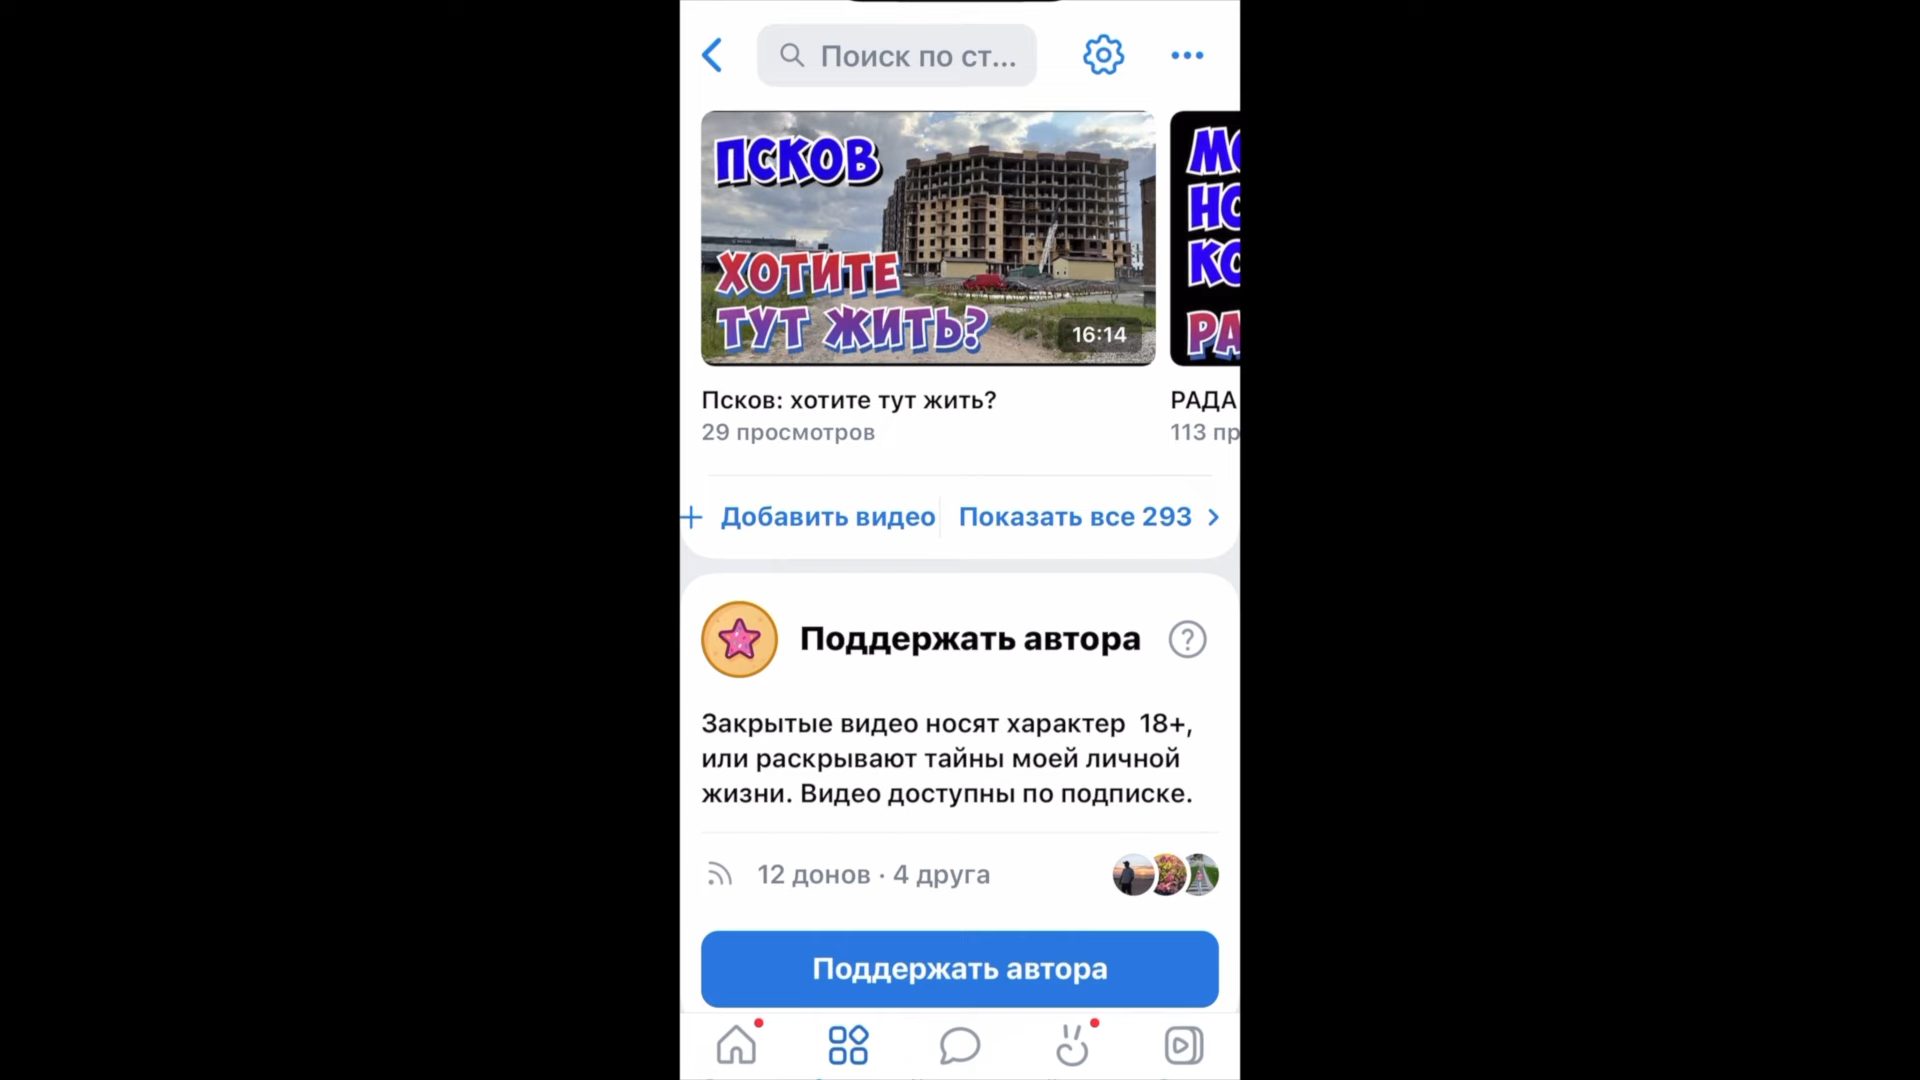 Поиск по ст...
ПСКОВ
ХОТИТЕ
ТУТ ЖИТЬ?
16:14
Псков: хотите тут жить?
29 просмотров
РАДА
113 пр
Добавить видео
Показать все 293
Поддержать автора
?
Закрытые видео носят характер 18+,
или раскрывают тайны моей личной
жизни. Видео доступны по подписке.
12 донов · 4 друга
Поддержать автора